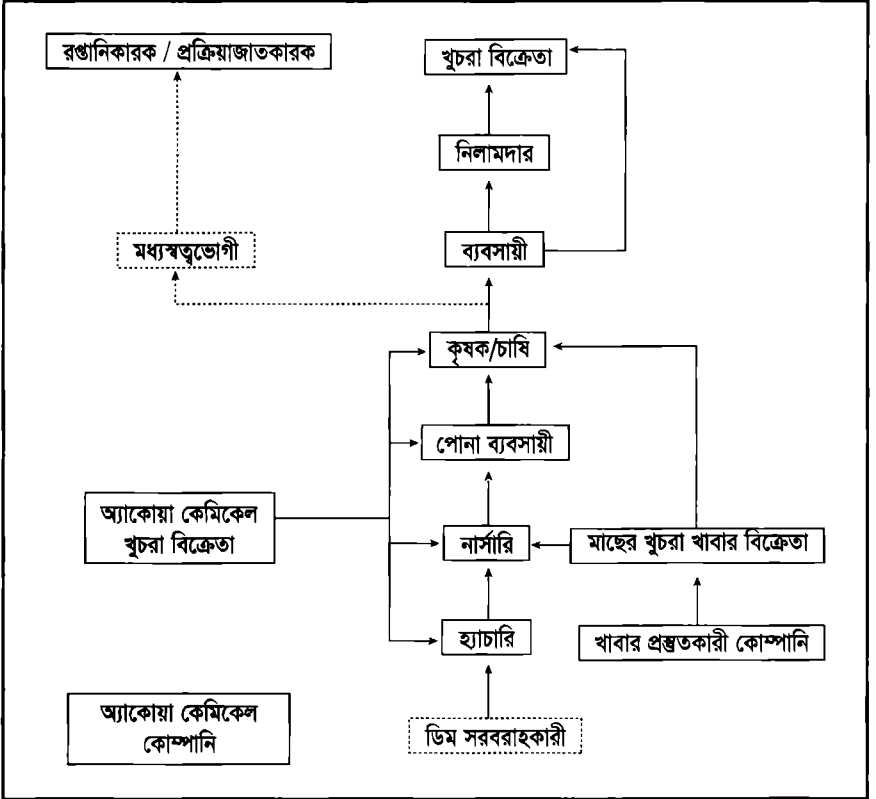 রপ্তানিকারক / প্রক্রিয়াজাতকারক
খুচরা বিক্রেতা
নিলামদার
মধ্যস্বত্বভোগী
ব্যবসায়ী
কৃষক/চাষি
পোনা ব্যবসায়ী
অ্যাকোয়া কেমিকেল
খুচরা বিক্রেতা
নার্সারি
মাছের খুচরা খাবার বিক্রেতা
হ্যাচারি
খাবার প্রস্তুতকারী কোম্পানি
অ্যাকোয়া কেমিকেল
কোম্পানি
ডিম সরবরাহকারী